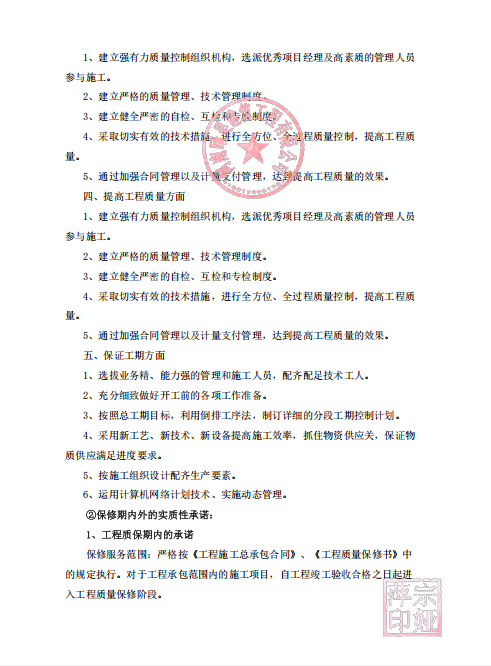 1、建立强有力质量控制组织机构，选派优秀项目经理及高素质的管理人员
参与施工。
2、建立严格的质量管理、技术管理制度。
3、建立健全严密的自检、互检和专检制度。
4、采取切实有效的技术措施，进行全方位、全过程质量控制，提高工程质
量。
5、通过加强合同管理以及计量支付管理，达到提高工程质量的效果。
四、提高工程质量方面
1、建立强有力质量控制组织机构，选派优秀项目经理及高素质的管理人员
参与施工。
2、建立严格的质量管理、技术管理制度。
3、建立健全严密的自检、互检和专检制度。
4、采取切实有效的技术措施，进行全方位、全过程质量控制，提高工程质
量。
5、通过加强合同管理以及计量支付管理，达到提高工程质量的效果。
五、保证工期方面
1、选拔业务精、能力强的管理和施工人员，配齐配足技术工人。
2、充分细致做好开工前的各项工作准备。
3、按照总工期目标，利用倒排工序法，制订详细的分段工期控制计划。
4、采用新工艺、新技术、新设备提高施工效率，抓住物资供应关，保证物
质供应满足进度要求。
5、按施工组织设计配齐生产要素。
6、运用计算机网络计划技术、实施动态管理。
②保修期内外的实质性承诺：
1、工程质保期内的承诺
保修服务范围：严格按《工程施工总承包合同》、《工程质量保修书》中
的规定执行。对于工程承包范围内的施工项目，自工程竣工验收合格之日起进
入工程质量保修阶段。